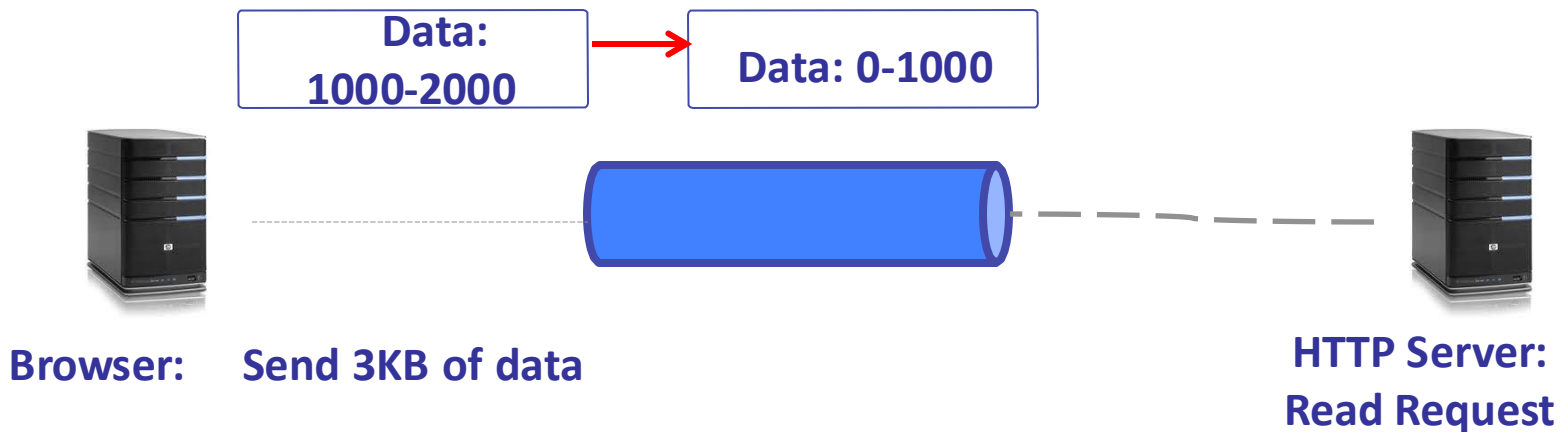 Data:
1000-2000
Data: 0-1000
Browser: Send 3KB of data
HTTP Server:
Read Request